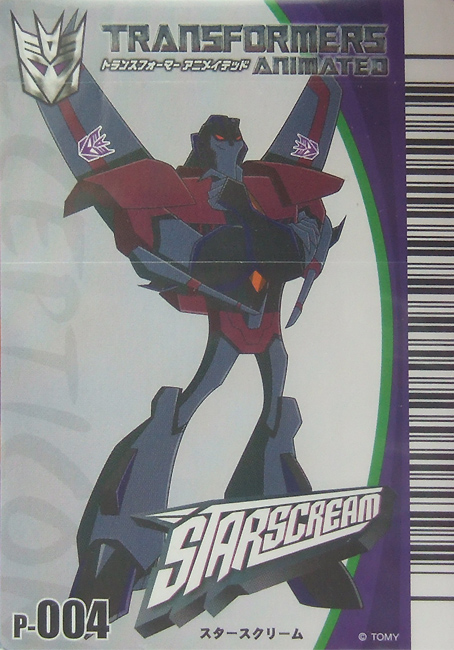 TRANSFORMERS
トランスフォーマー アニメイテッド ANIMATED
DECEPTICON
STARSCREAM
P-004
スタースクリーム
© TOMY